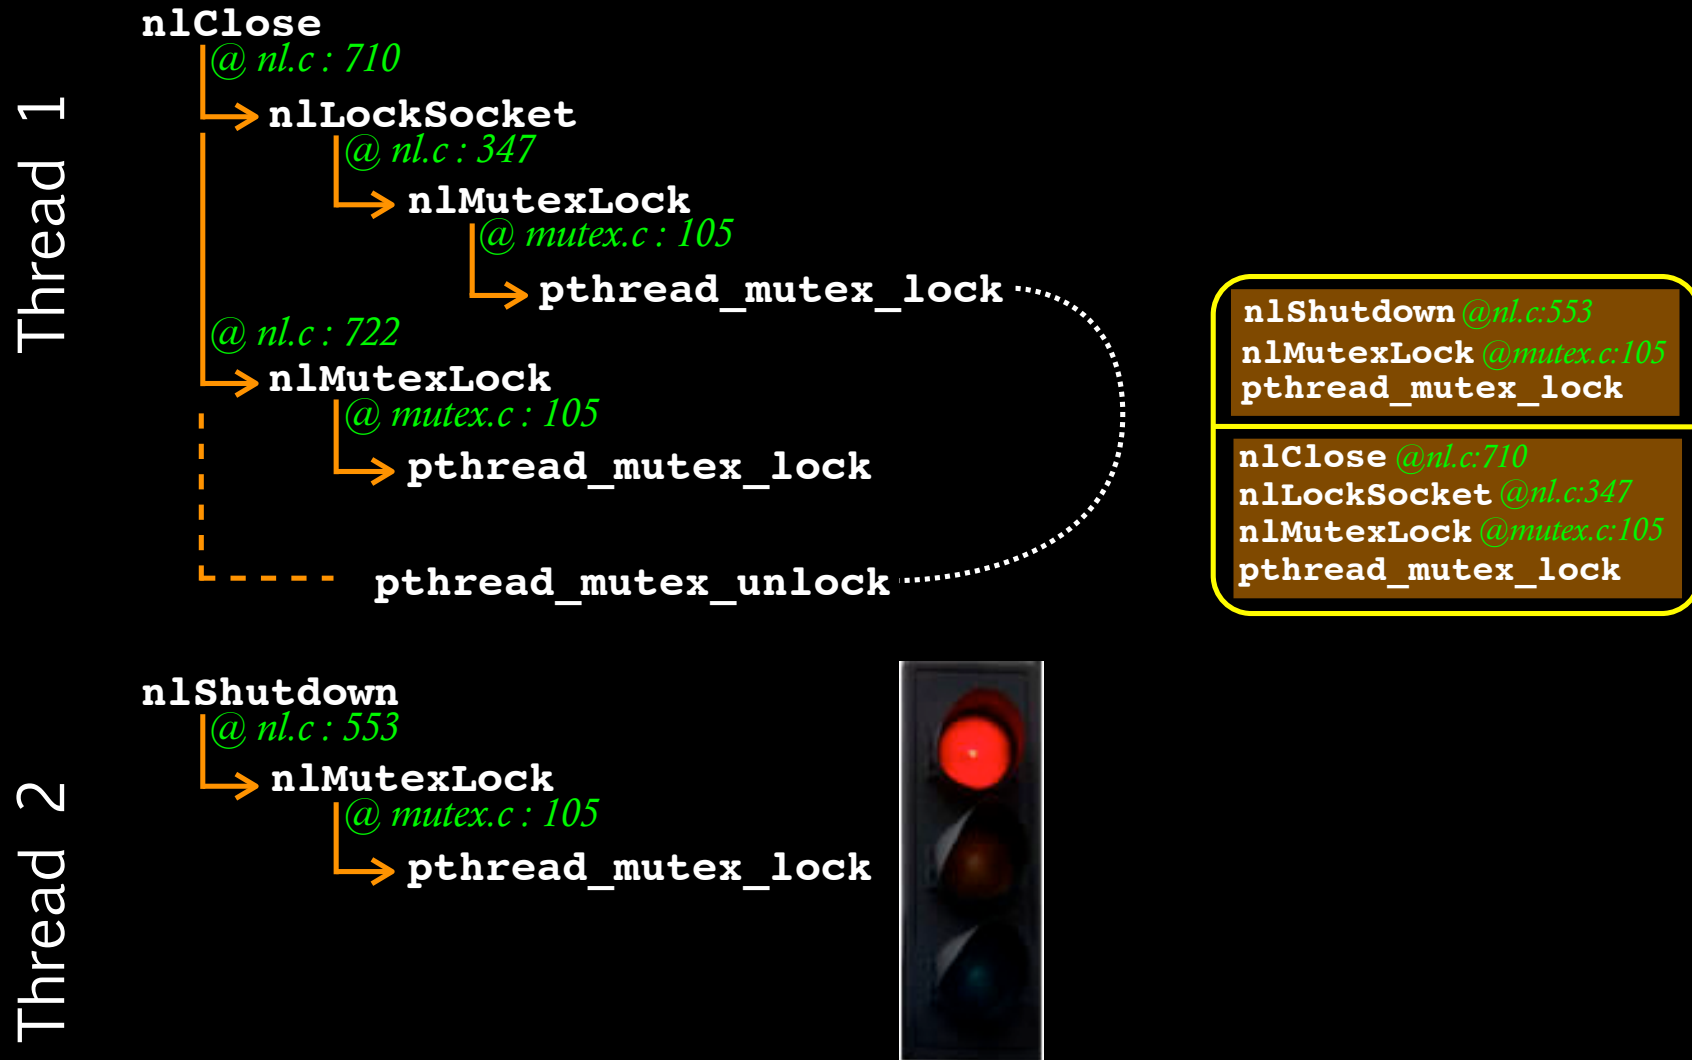 Thread 1
nlClose
@ nl.c : 710
nlLockSocket
@ nl.c : 347
nlMutexLock
@ mutex.c : 105
pthread_mutex_lock
@ nl.c : 722
nlMutexLock
@ mutex.c : 105
pthread_mutex_lock
pthread_mutex_unlock
nlShutdown @nl.c:553
nlMutexLock @mutex.c:105
pthread_mutex_lock
nlClose @nl.c:710
nlLockSocket @nl.c:347
nlMutexLock @mutex.c:105
pthread_mutex_lock
Thread 2
nlShutdown
@ nl.c : 553
nlMutexLock
@ mutex.c : 105
pthread_mutex_lock